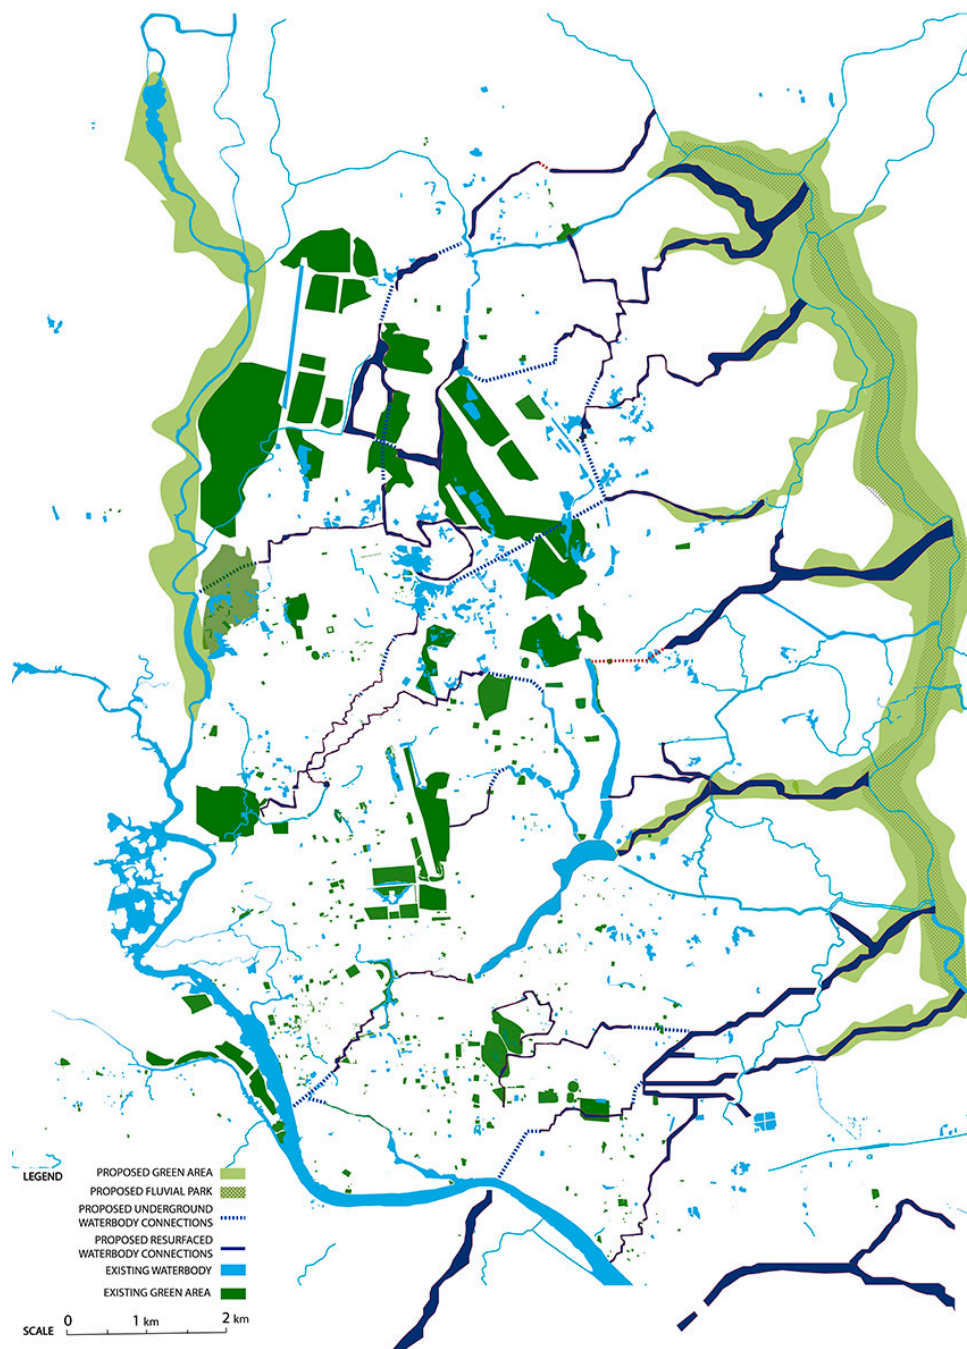 LEGEND
PROPOSED GREEN AREA
PROPOSED FLUVIAL PARK
PROPOSED UNDERGROUND
WATERBODY CONNECTIONS
PROPOSED RESURFACED
WATERBODY CONNECTIONS
EXISTING WATERBODY
EXISTING GREEN AREA
SCALE 0 1 km 2 km